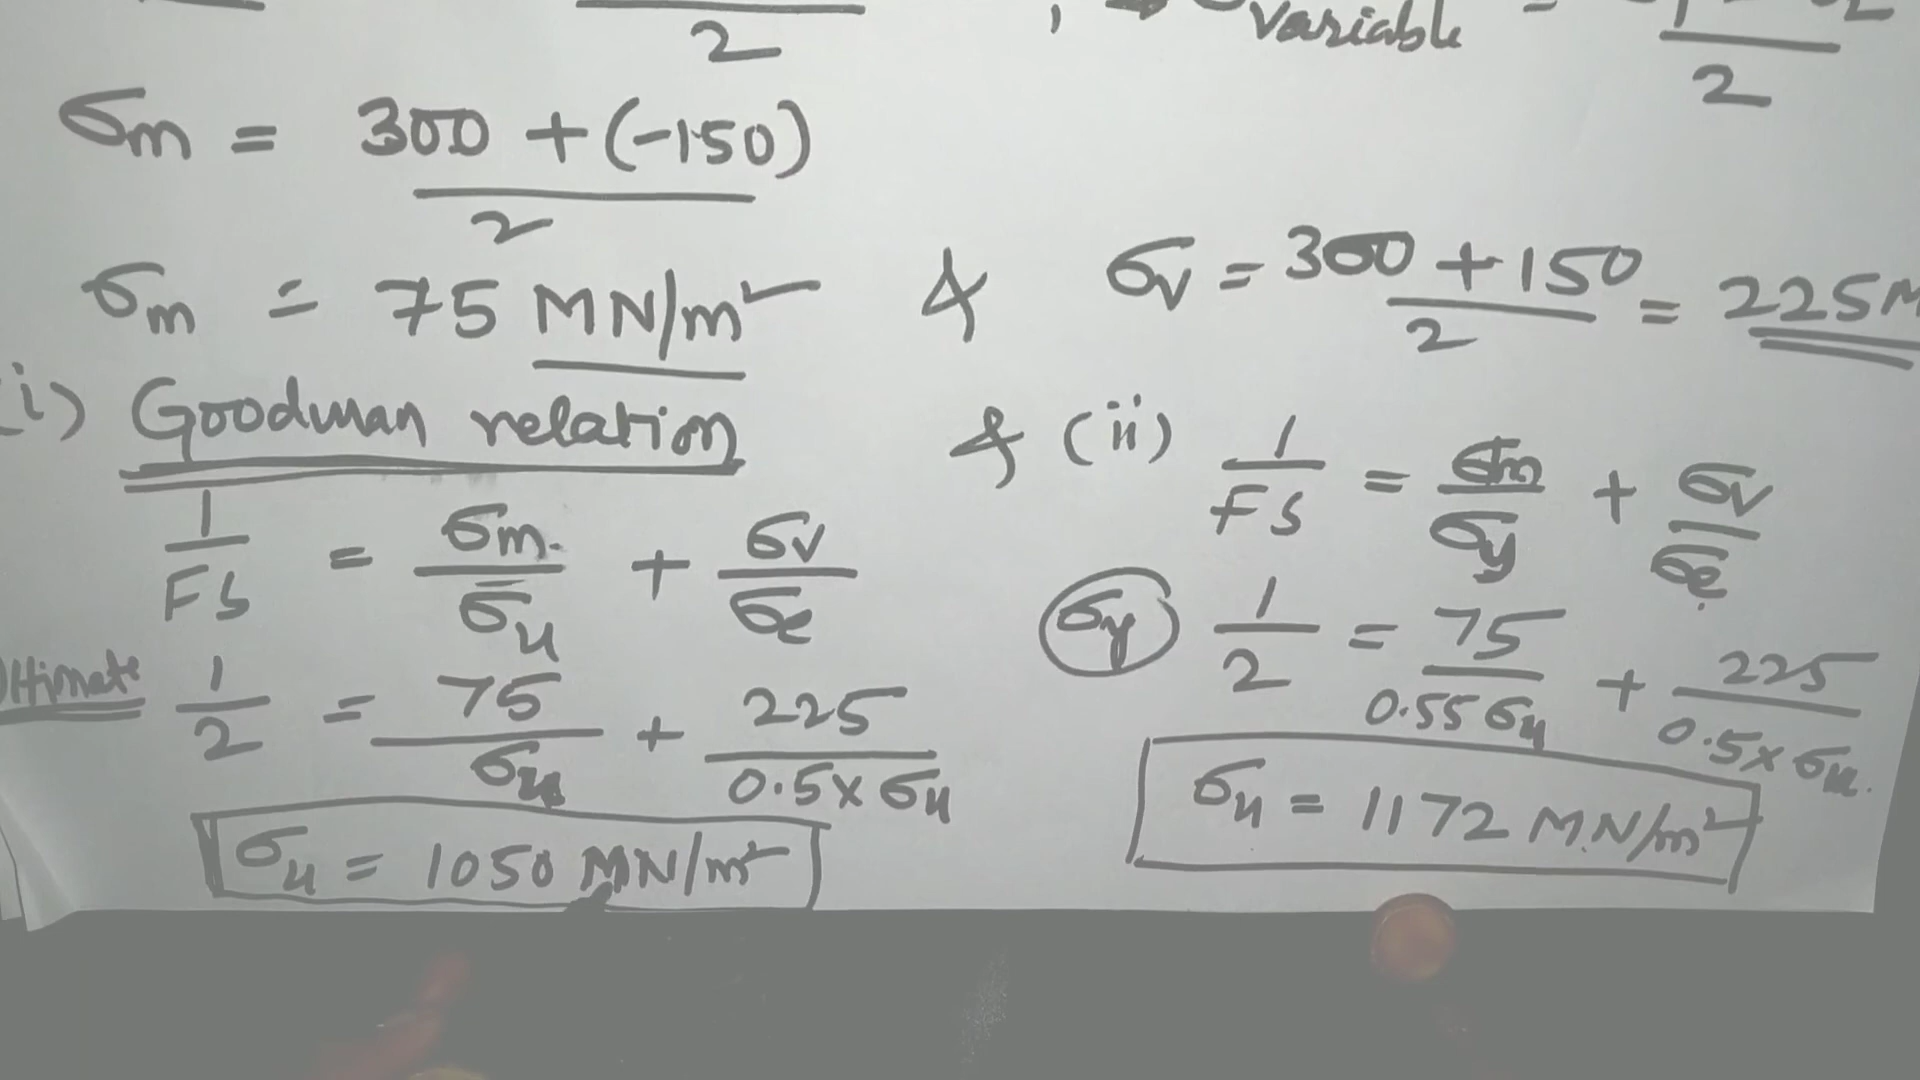 2 , → Variable = 2
σm = 300 + (-150) / 2
σm = 75 MN/m² & σv = 300 + 150 / 2 = 225 M
(i) Goodman relation & (ii) 1/FS = σm/σy + σv/σe
1/FS = σm/σu + σv/σe
σy 1/2 = 75/0.55σu + 225/0.5×σu.
Ultimate 1/2 = 75/σu + 225/0.5×σu
σu = 1050 MN/m²
σu = 1172 MN/m²